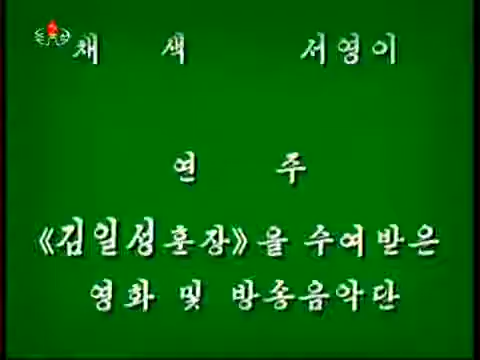 채 색 서영이
연 주
《김일성훈장》을 수여받은
영화 및 방송음악단